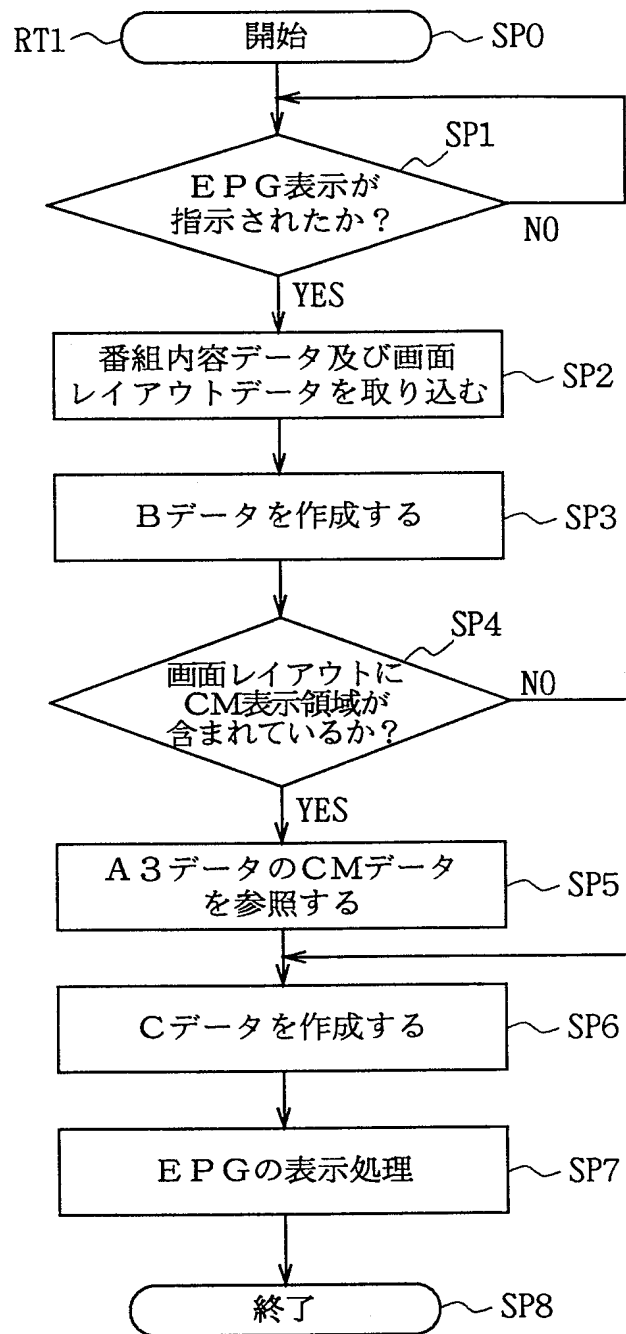 RT1 開始 SP0
SP1
EPG表示が
指示されたか?
NO
YES
番組内容データ及び画面
レイアウトデータを取り込む
SP2
Bデータを作成する
SP3
SP4
画面レイアウトに
CM表示領域が
含まれているか?
NO
YES
A3データのCMデータ
を参照する
SP5
Cデータを作成する
SP6
EPGの表示処理
SP7
終了
SP8